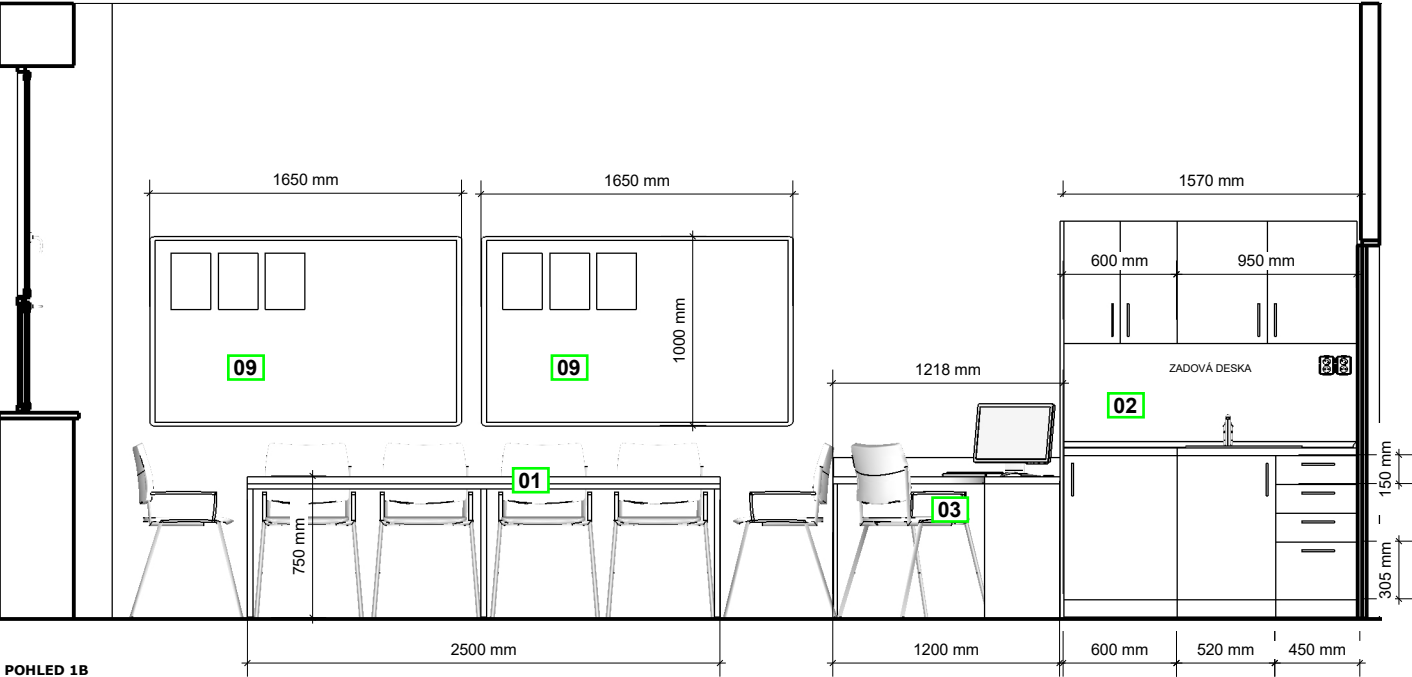 1650 mm
1650 mm
1570 mm
600 mm
950 mm
1000 mm
09
09
1218 mm
ZADOVÁ DESKA
02
01
03
750 mm
150 mm
305 mm
2500 mm
1200 mm
600 mm
520 mm
450 mm
POHLED 1B